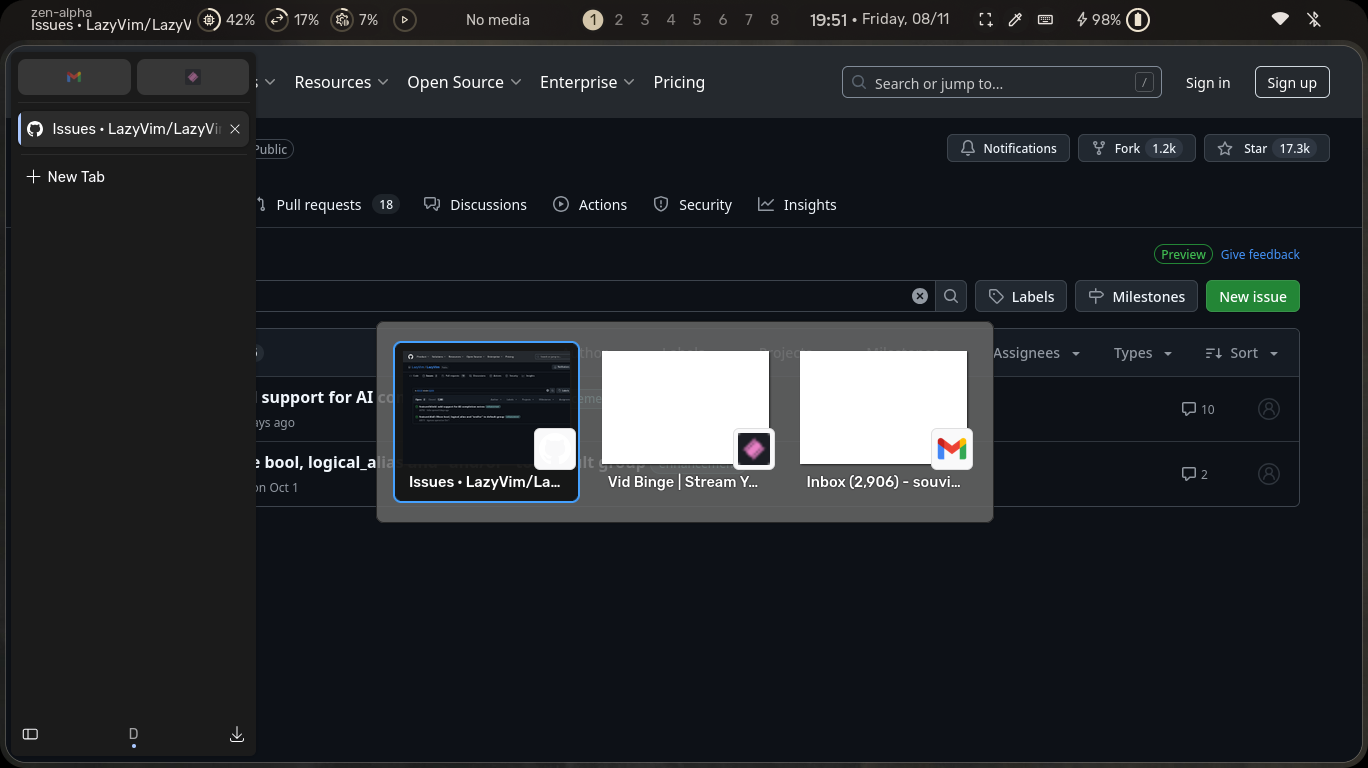 zen-alpha
Issues • LazyVim/LazyV
42%
17%
7%
No media
1 2 3 4 5 6 7 8
19:51 • Friday, 08/11
98%
Resources
Open Source
Enterprise
Pricing
Search or jump to...
/
Sign in
Sign up
Issues • LazyVim/LazyVi
New Tab
Public
Notifications
Fork 1.2k
Star 17.3k
Pull requests 18
Discussions
Actions
Security
Insights
Preview
Give feedback
Labels
Milestones
New issue
Assignees
Types
Sort
support for AI
ays ago
10
e bool, logical_alias
group
on Oct 1
2
Issues • LazyVim/La...
Vid Binge | Stream Y...
Inbox (2,906) - souvi...
D